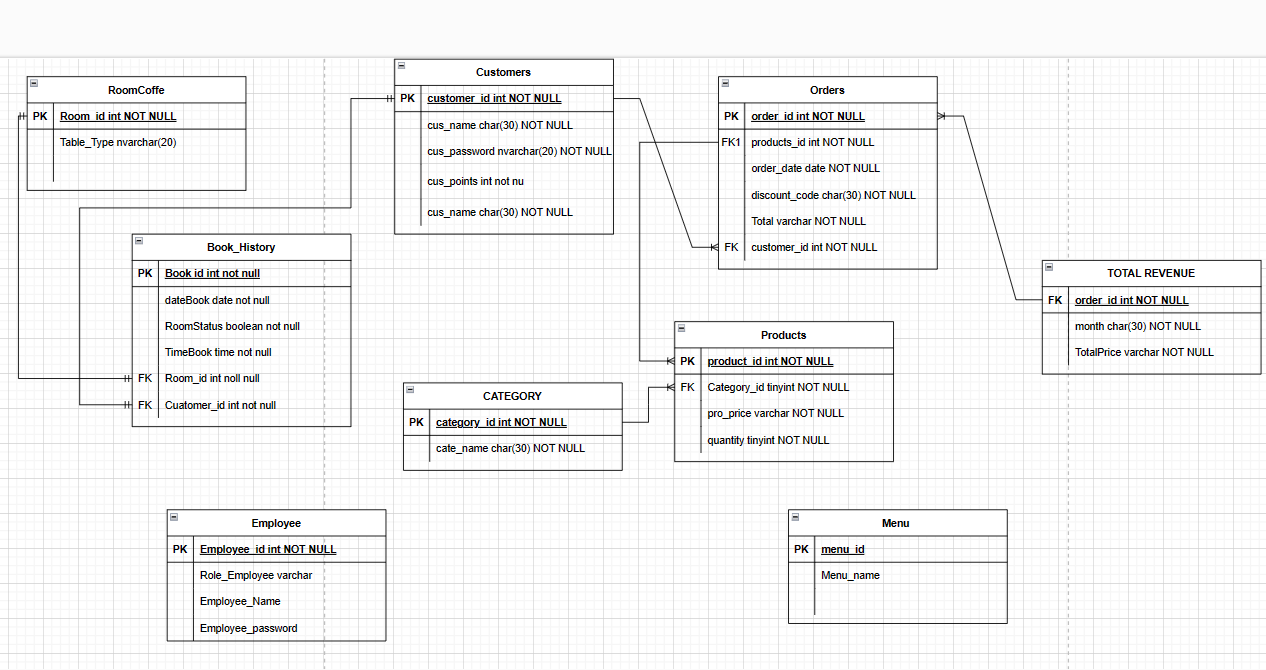 RoomCoffe
PK Room_id int NOT NULL
Table_Type nvarchar(20)
Customers
PK customer_id int NOT NULL
cus_name char(30) NOT NULL
cus_password nvarchar(20) NOT NULL
cus_points int not nu
cus_name char(30) NOT NULL
Orders
PK order_id int NOT NULL
FK1 products_id int NOT NULL
order_date date NOT NULL
discount_code char(30) NOT NULL
Total varchar NOT NULL
FK customer_id int NOT NULL
Book_History
PK Book id int not null
dateBook date not null
RoomStatus boolean not null
TimeBook time not null
FK Room_id int noll null
FK Cuatomer_id int not null
TOTAL REVENUE
FK order_id int NOT NULL
month char(30) NOT NULL
TotalPrice varchar NOT NULL
Products
PK product_id int NOT NULL
FK Category_id tinyint NOT NULL
pro_price varchar NOT NULL
quantity tinyint NOT NULL
CATEGORY
PK category_id int NOT NULL
cate_name char(30) NOT NULL
Employee
PK Employee_id int NOT NULL
Role_Employee varchar
Employee_Name
Employee_password
Menu
PK menu_id
Menu_name